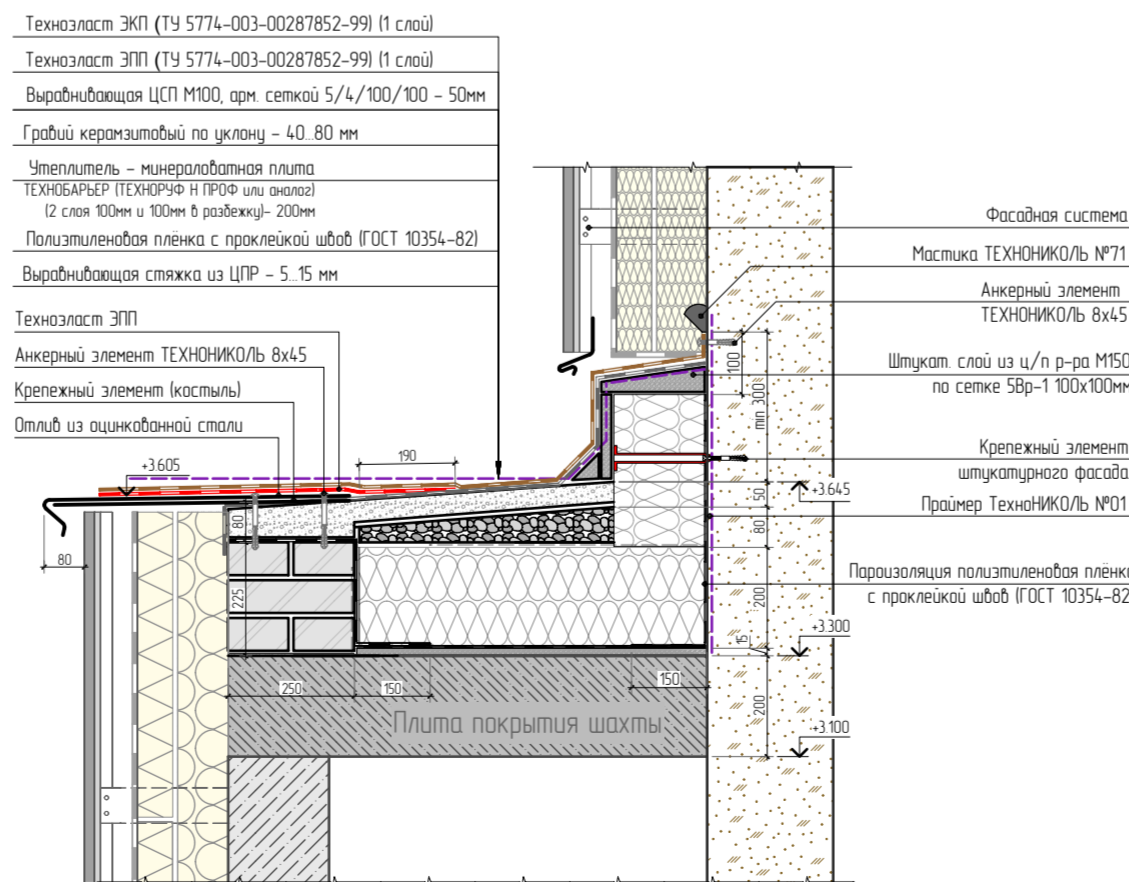 Техноэласт ЭКП (ТУ 5774-003-00287852-99) (1 слой)
Техноэласт ЭПП (ТУ 5774-003-00287852-99) (1 слой)
Выравнивающая ЦСП М100, арм. сеткой 5/4/100/100 - 50мм
Гравий керамзитовый по уклону - 40...80 мм
Утеплитель - минераловатная плита
ТЕХНОБАРЬЕР (ТЕХНОРУФ Н ПРОФ или аналог)
(2 слоя 100мм и 100мм в разбежку)- 200мм
Полиэтиленовая плёнка с проклейкой швов (ГОСТ 10354-82)
Выравнивающая стяжка из ЦПР - 5...15 мм
Техноэласт ЭПП
Анкерный элемент ТЕХНОНИКОЛЬ 8х45
Крепежный элемент (костыль)
Отлив из оцинкованной стали
Фасадная система
Мастика ТЕХНОНИКОЛЬ №71
Анкерный элемент
ТЕХНОНИКОЛЬ 8х45
Штукат. слой из ц/п р-ра М150
по сетке 5Вр-1 100х100мм
Крепежный элемент
штукатурного фасада
Праймер ТехноНИКОЛЬ №01
Пароизоляция полиэтиленовая плёнка
с проклейкой швов (ГОСТ 10354-82
100
min 300
190
+3.605
+3.645
50
80
80
80
225
200
15
+3.300
250
150
150
200
Плита покрытия шахты
+3.100